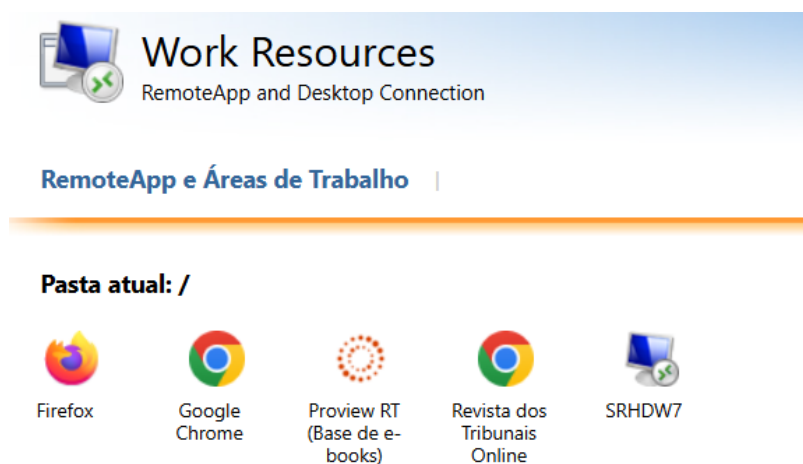 Work Resources
RemoteApp and Desktop Connection
RemoteApp e Áreas de Trabalho
Pasta atual: /
Firefox
Google
Chrome
Proview RT
(Base de e-
books)
Revista dos
Tribunais
Online
SRHDW7